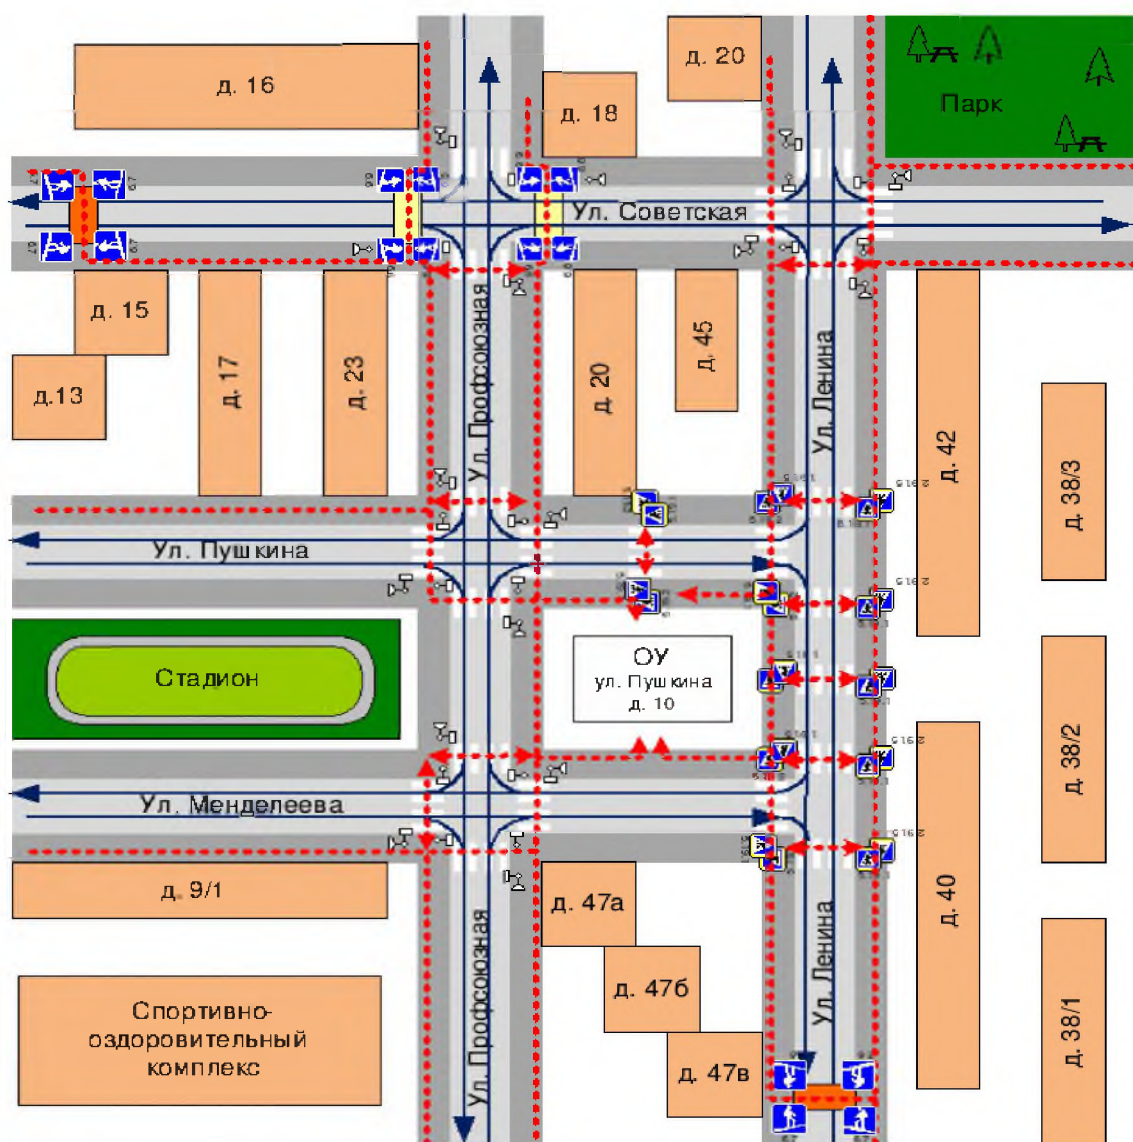 д. 20
д. 16
Парк
д. 18
Ул. Советская
д. 15
д.13
д. 17
д. 23
Ул. Профсоюзная
д. 20
д. 45
Ул. Ленина
д. 42
д. 38/3
Ул. Пушкина
Стадион
ОУ
ул. Пушкина
д. 10
д. 38/2
Ул. Менделеева
д. 9/1
д. 47а
д. 40
Ул. Профсоюзная
д. 47б
Ул. Ленина
Спортивно-
оздоровительный
комплекс
д. 47в
д. 38/1